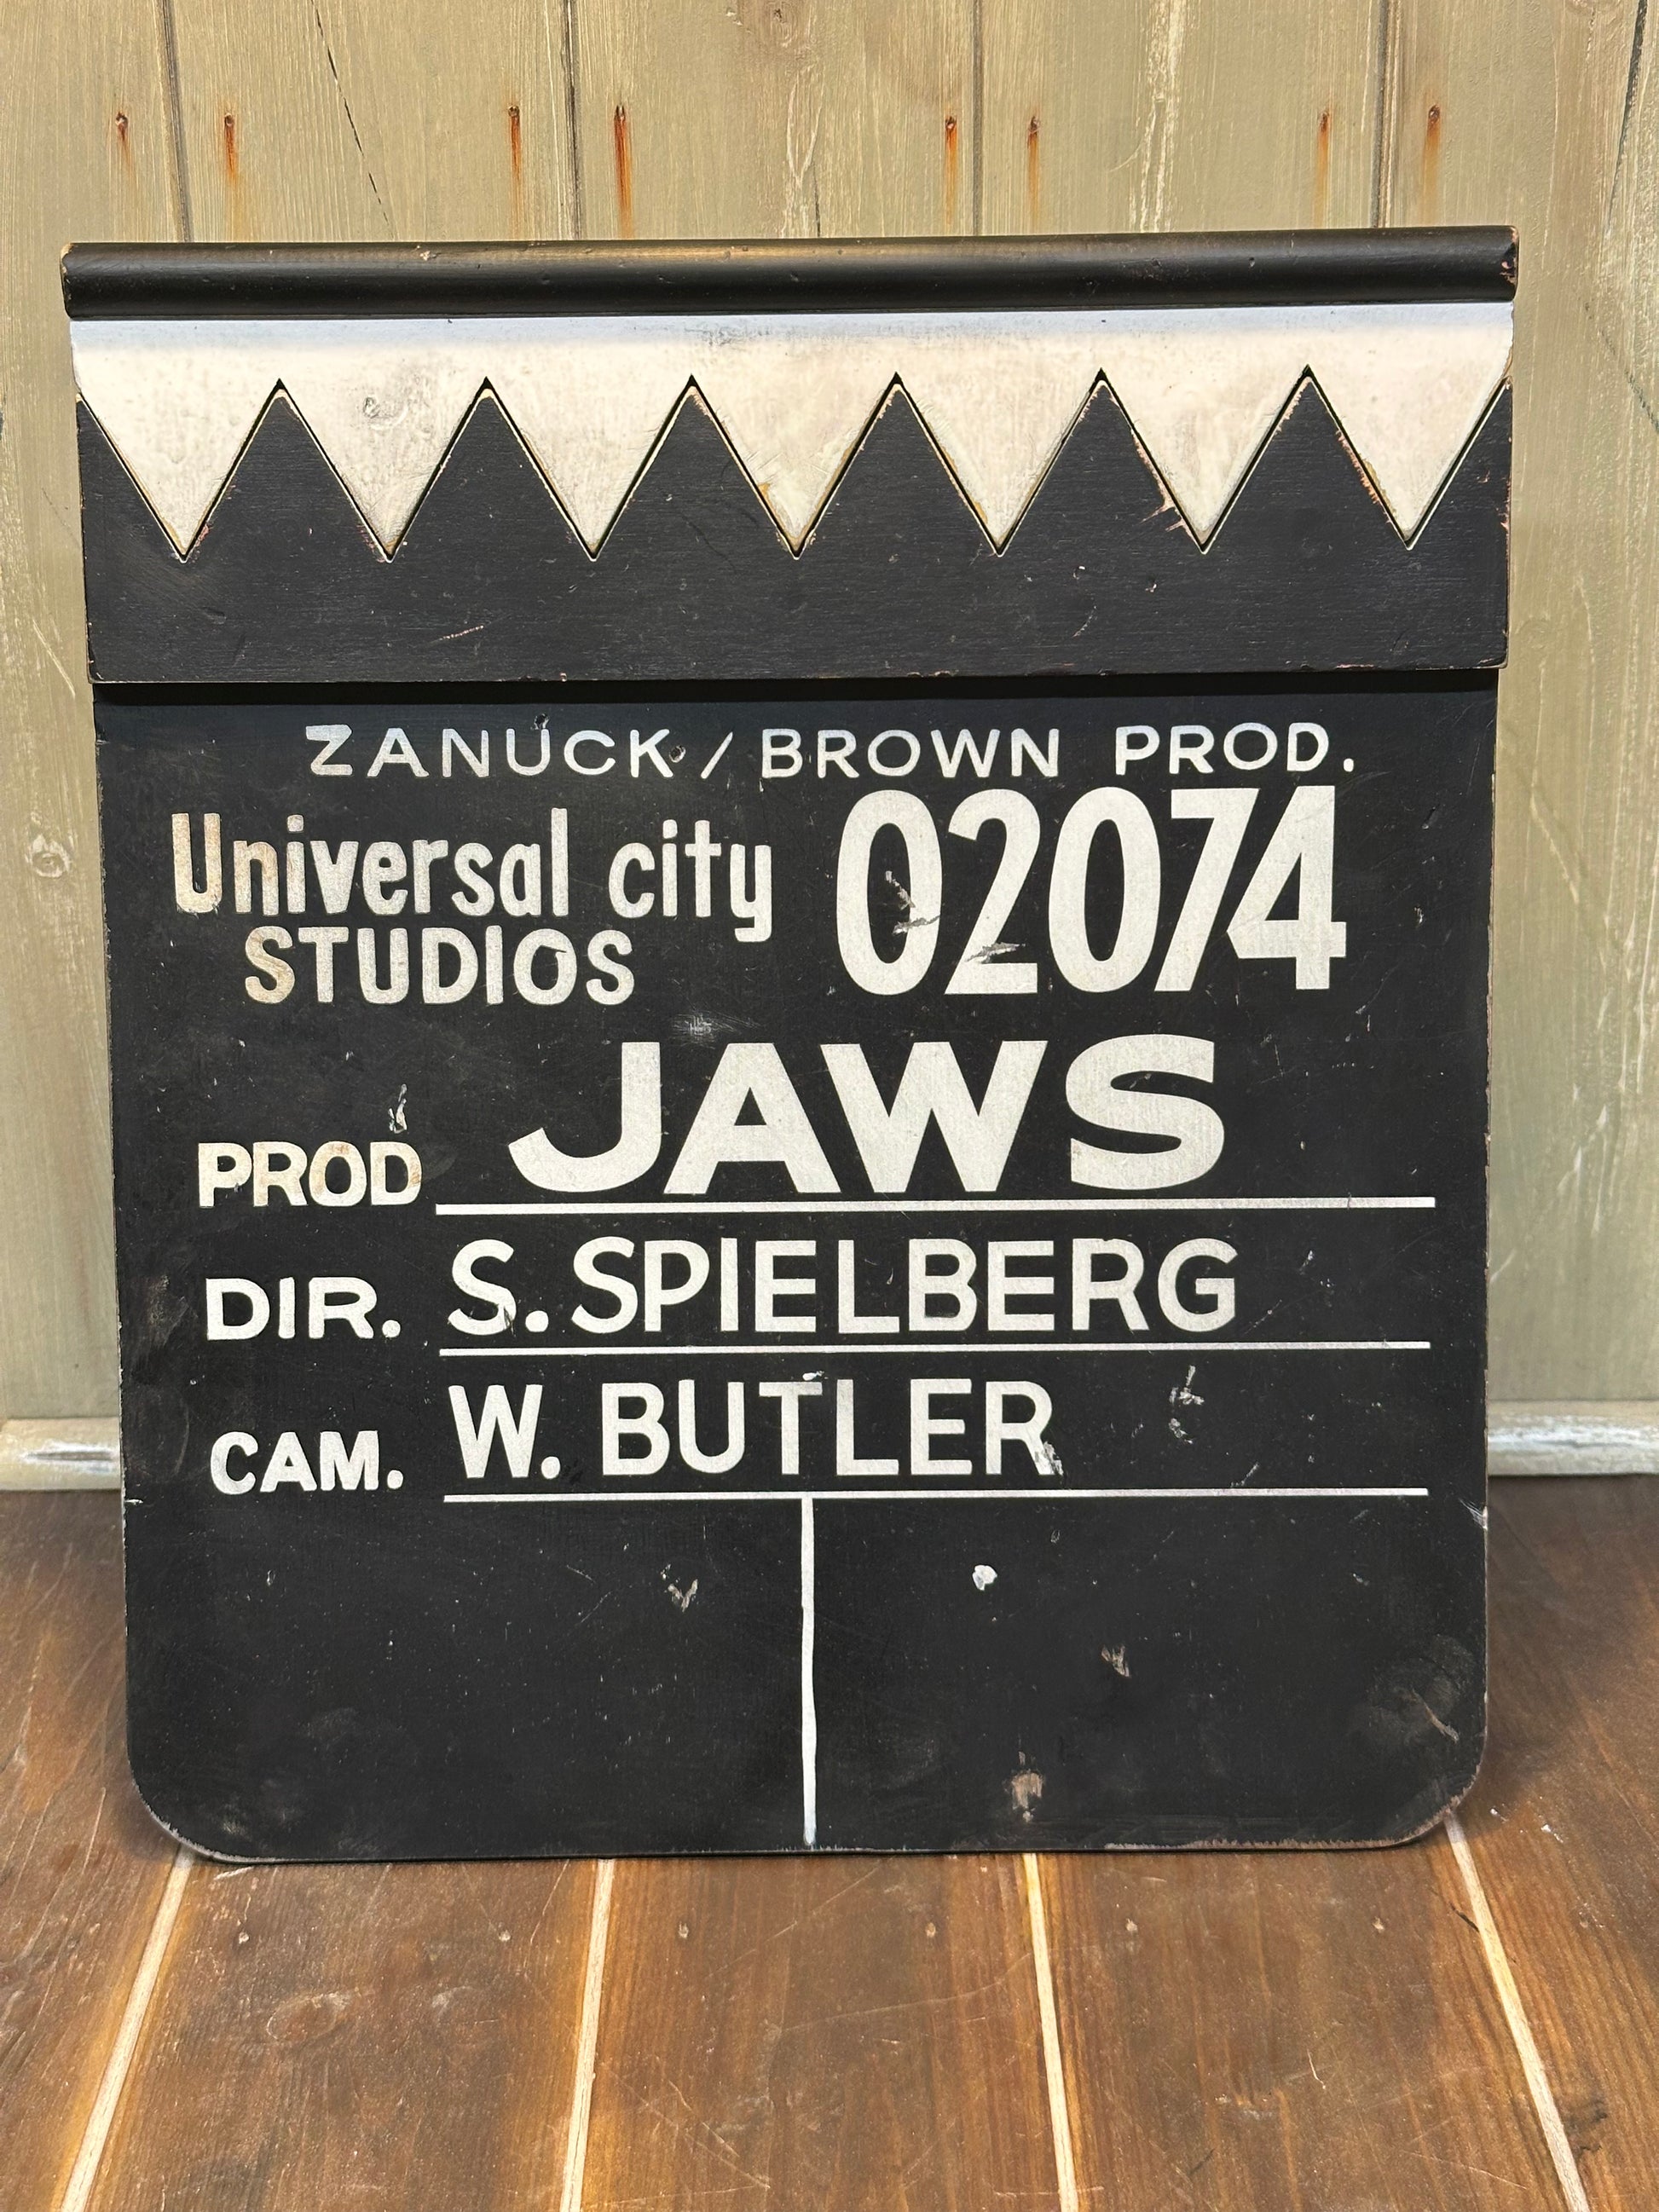 ZANUCK / BROWN PROD.
Universal city 02074
STUDIOS
PROD JAWS
DIR. S. SPIELBERG
CAM. W. BUTLER